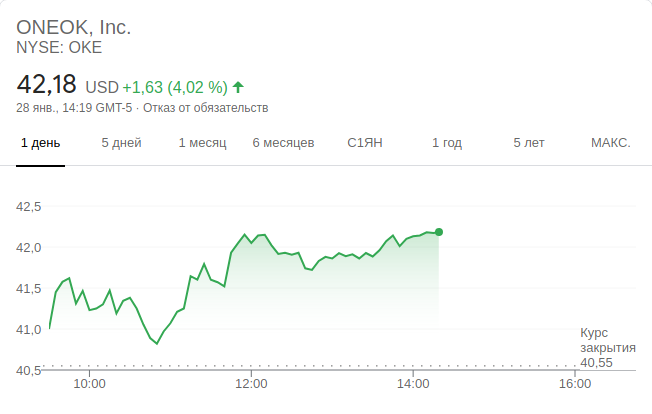 ONEOK, Inc.
NYSE: OKE
42,18 USD +1,63 (4,02 %)
28 янв., 14:19 GMT-5 · Отказ от обязательств
1 день 5 дней 1 месяц 6 месяцев С1ЯН 1 год 5 лет МАКС.
42,5
42,0
41,5
41,0
Курс
закрытия
40,55
40,5
10:00 12:00 14:00 16:00